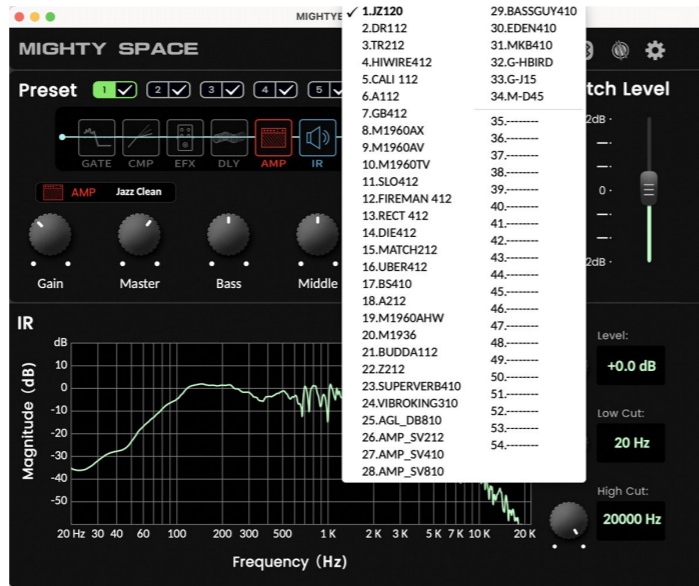 MIGHTYE
MIGHTY SPACE
Preset 1 2 3 4 5
tch Level
GATE CMP EFX DLY AMP IR
AMP Jazz Clean
Gain Master Bass Middle
2dB
0
2dB
✓ 1.JZ120
2.DR112
3.TR212
4.HIWIRE412
5.CALI 112
6.A112
7.GB412
8.M1960AX
9.M1960AV
10.M1960TV
11.SLO412
12.FIREMAN 412
13.RECT 412
14.DIE412
15.MATCH212
16.UBER412
17.BS410
18.A212
19.M1960AHW
20.M1936
21.BUDDA112
22.Z212
23.SUPERVERB410
24.VIBROKING310
25.AGL_DB810
26.AMP_SV212
27.AMP_SV410
28.AMP_SV810
29.BASSGUY410
30.EDEN410
31.MKB410
32.G-HBIRD
33.G-J15
34.M-D45
35.--------
36.--------
37.--------
38.--------
39.--------
40.--------
41.--------
42.--------
43.--------
44.--------
45.--------
46.--------
47.--------
48.--------
49.--------
50.--------
51.--------
52.--------
53.--------
54.--------
IR
Magnitude (dB)
dB
10
0
-10
-20
-30
-40
-50
20 Hz 30 40 60 100 200 300 500 1 K 2 K 3 K 5 K 7 K 10 K 20 K
Frequency (Hz)
Level:
+0.0 dB
Low Cut:
20 Hz
High Cut:
20000 Hz